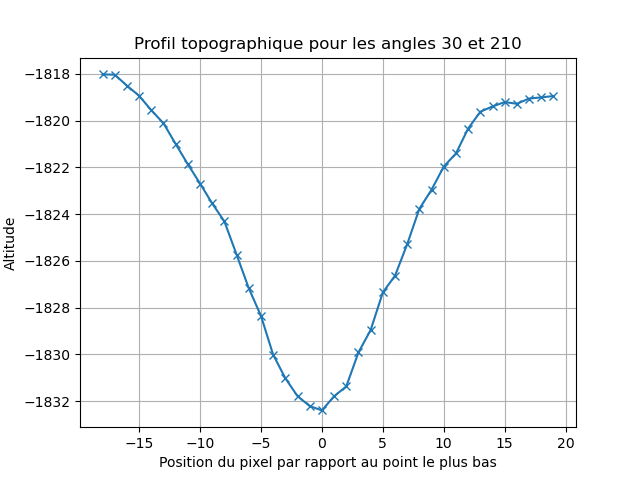 Profil topographique pour les angles 30 et 210
−1818
−1820
−1822
−1824
−1826
−1828
−1830
−1832
Altitude
−15 −10 −5 0 5 10 15 20
Position du pixel par rapport au point le plus bas